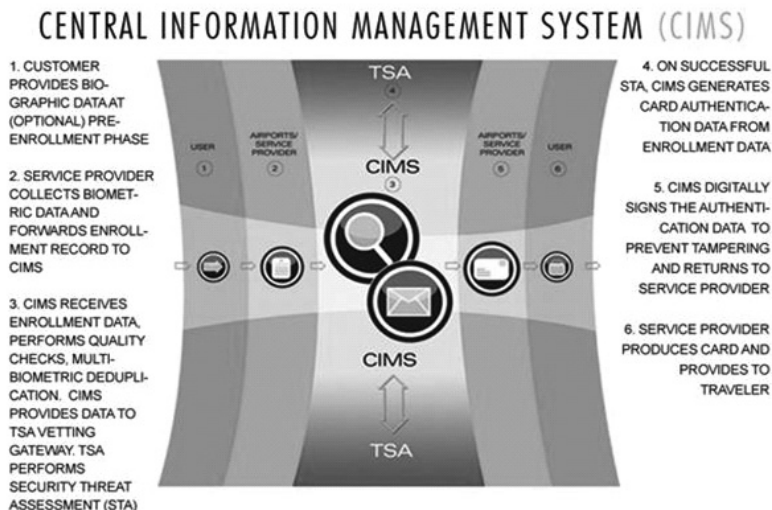 CENTRAL INFORMATION MANAGEMENT SYSTEM (CIMS)
1. CUSTOMER
PROVIDES BIO-
GRAPHIC DATA AT
(OPTIONAL) PRE-
ENROLLMENT PHASE
2. SERVICE PROVIDER
COLLECTS BIOMET-
RIC DATA AND
FORWARDS ENROLL-
MENT RECORD TO
CIMS
3. CIMS RECEIVES
ENROLLMENT DATA,
PERFORMS QUALITY
CHECKS, MULTI-
BIOMETRIC DEDUPLI-
CATION. CIMS
PROVIDES DATA TO
TSA VETTING
GATEWAY. TSA
PERFORMS
SECURITY THREAT
ASSESSMENT (STA)
USER
1
AIRPORTS/
SERVICE
PROVIDER
2
TSA
4
CIMS
3
CIMS
TSA
AIRPORTS/
SERVICE
PROVIDER
5
USER
6
4. ON SUCCESSFUL
STA, CIMS GENERATES
CARD AUTHENTICA-
TION DATA FROM
ENROLLMENT DATA
5. CIMS DIGITALLY
SIGNS THE AUTHENTI-
CATION DATA TO
PREVENT TAMPERING
AND RETURNS TO
SERVICE PROVIDER
6. SERVICE PROVIDER
PRODUCES CARD AND
PROVIDES TO
TRAVELER